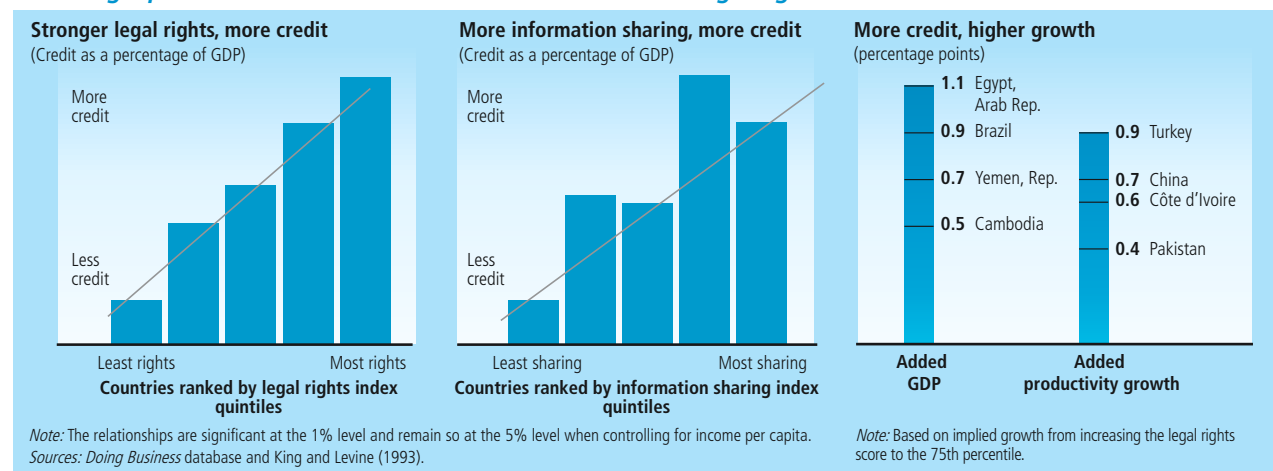 Stronger legal rights, more credit
(Credit as a percentage of GDP)
More
credit
Less
credit
Least rights
Most rights
Countries ranked by legal rights index
quintiles
More information sharing, more credit
(Credit as a percentage of GDP)
More
credit
Less
credit
Least sharing
Most sharing
Countries ranked by information sharing index
quintiles
Note: The relationships are significant at the 1% level and remain so at the 5% level when controlling for income per capita.
Sources: Doing Business database and King and Levine (1993).
More credit, higher growth
(percentage points)
1.1 Egypt,
Arab Rep.
0.9 Brazil
0.7 Yemen, Rep.
0.5 Cambodia
0.9 Turkey
0.7 China
0.6 Côte d’Ivoire
0.4 Pakistan
Added
GDP
Added
productivity growth
Note: Based on implied growth from increasing the legal rights
score to the 75th percentile.